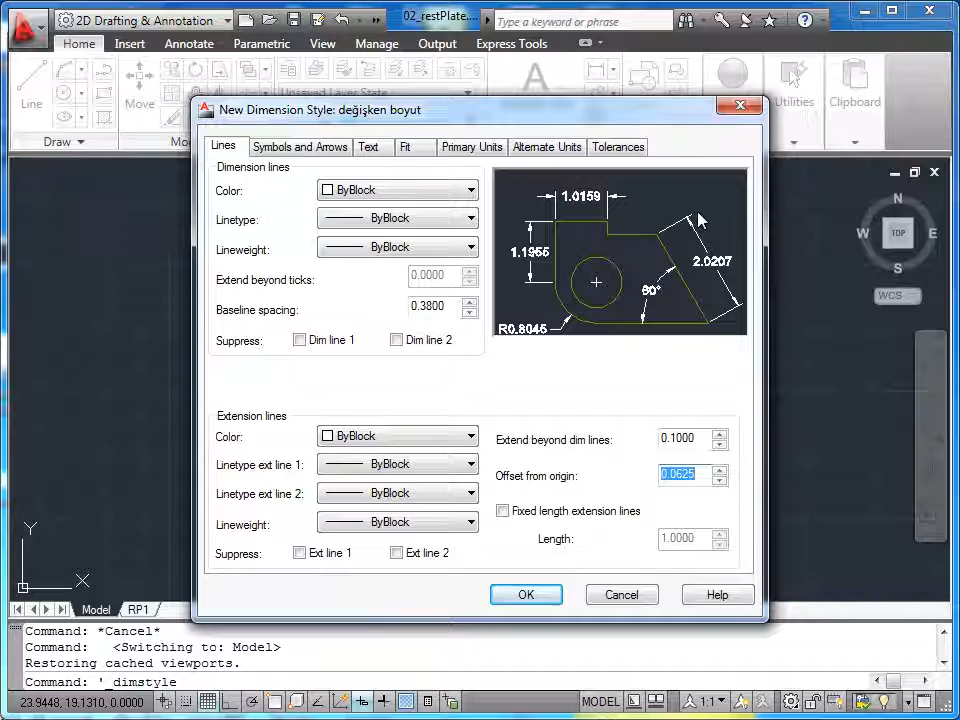 2D Drafting & Annotation
02_restPlate....
Type a keyword or phrase
Home Insert Annotate Parametric View Manage Output Express Tools
Line
Move
Unsaved Layer State
Utilities
Clipboard
Draw
New Dimension Style: değişken boyut
Lines Symbols and Arrows Text Fit Primary Units Alternate Units Tolerances
Dimension lines
Color: ByBlock
Linetype: ByBlock
Lineweight: ByBlock
Extend beyond ticks: 0.0000
Baseline spacing: 0.3800
Suppress: Dim line 1 Dim line 2
1.0159
1.1955
2.0207
60°
R0.8045
Extension lines
Color: ByBlock
Linetype ext line 1: ByBlock
Linetype ext line 2: ByBlock
Lineweight: ByBlock
Suppress: Ext line 1 Ext line 2
Extend beyond dim lines: 0.1000
Offset from origin: 0.0625
Fixed length extension lines
Length: 1.0000
OK Cancel Help
N
W TOP E
S
WCS
Y
X
Model RP1
Command: *Cancel*
Command: <Switching to: Model>
Restoring cached viewports.
Command: '_dimstyle
23.9448, 19.1310, 0.0000
MODEL
1:1